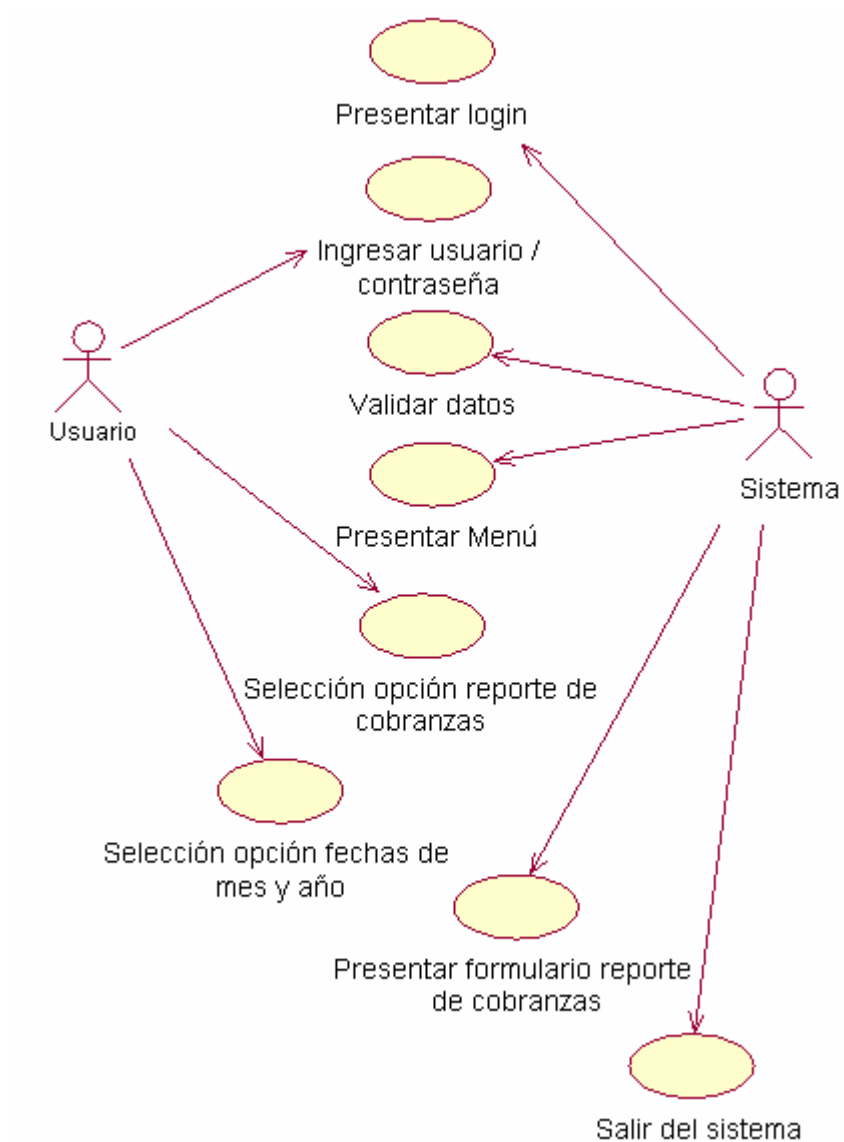 Presentar login
Ingresar usuario /
contraseña
Validar datos
Usuario
Sistema
Presentar Menú
Selección opción reporte de
cobranzas
Selección opción fechas de
mes y año
Presentar formulario reporte
de cobranzas
Salir del sistema